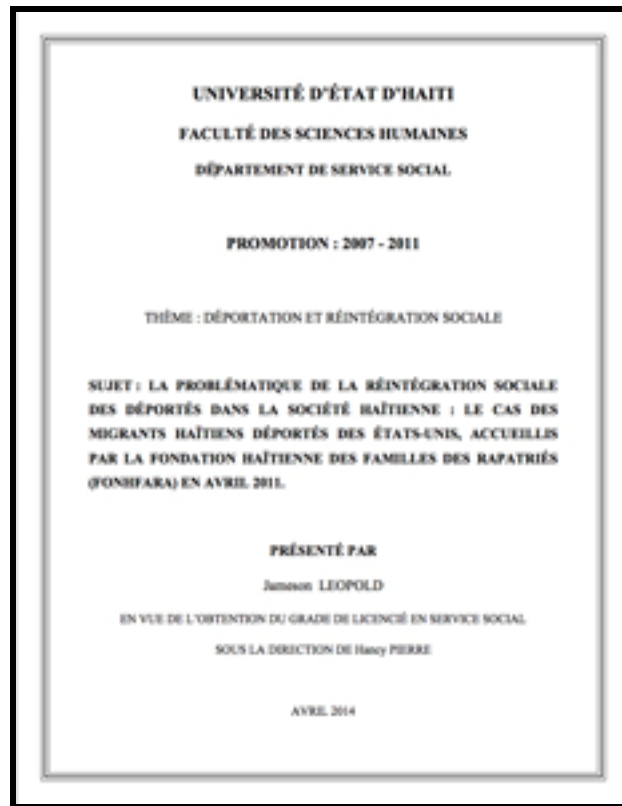 UNIVERSITÉ D'ÉTAT D'HAITI
FACULTÉ DES SCIENCES HUMAINES
DÉPARTEMENT DE SERVICE SOCIAL
PROMOTION : 2007 - 2011
THÈME : DÉPORTATION ET RÉINTÉGRATION SOCIALE
SUJET : LA PROBLÉMATIQUE DE LA RÉINTÉGRATION SOCIALE
DES DÉPORTÉS DANS LA SOCIÉTÉ HAÏTIENNE : LE CAS DES
MIGRANTS HAÏTIENS DÉPORTÉS DES ÉTATS-UNIS, ACCUEILLIS
PAR LA FONDATION HAÏTIENNE DES FAMILLES DES RAPATRIÉS
(FONHFARA) EN AVRIL 2011.
PRÉSENTÉ PAR
Jameson LEOPOLD
EN VUE DE L'OBTENTION DU GRADE DE LICENCIÉ EN SERVICE SOCIAL
SOUS LA DIRECTION DE Hancy PIERRE
AVRIL 2014